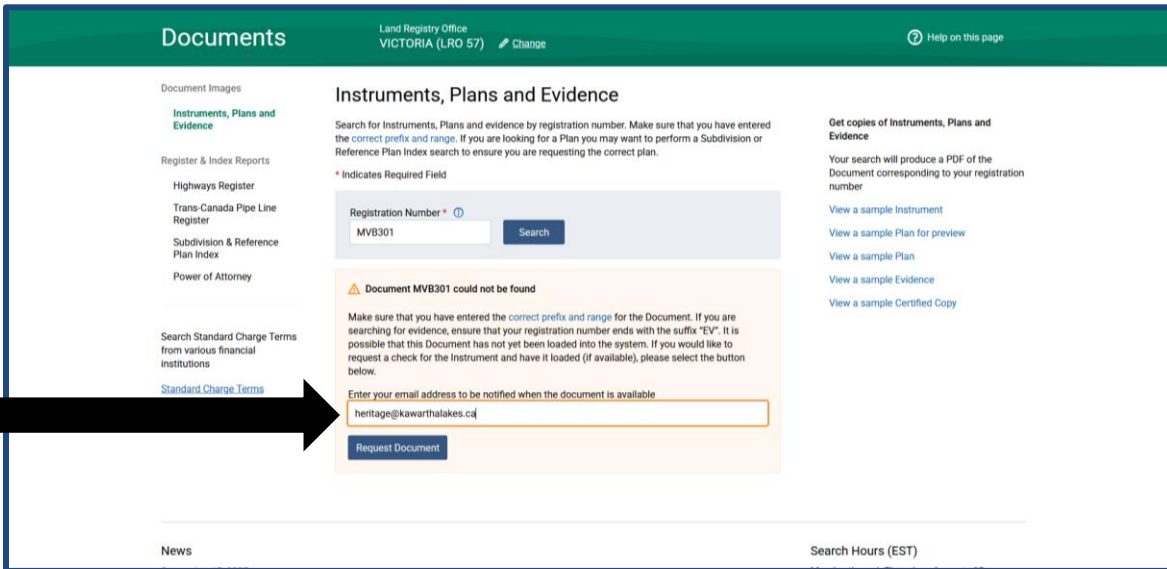 Documents
Land Registry Office
VICTORIA (LRO 57) Change
Help on this page
Document Images
Instruments, Plans and
Evidence
Register & Index Reports
Highways Register
Trans-Canada Pipe Line
Register
Subdivision & Reference
Plan Index
Power of Attorney
Search Standard Charge Terms
from various financial
institutions
Standard Charge Terms
Instruments, Plans and Evidence
Search for Instruments, Plans and evidence by registration number. Make sure that you have entered
the correct prefix and range. If you are looking for a Plan you may want to perform a Subdivision or
Reference Plan Index search to ensure you are requesting the correct plan.
* Indicates Required Field
Registration Number *
MVB301
Search
Document MVB301 could not be found
Make sure that you have entered the correct prefix and range for the Document. If you are
searching for evidence, ensure that your registration number ends with the suffix "EV". It is
possible that this Document has not yet been loaded into the system. If you would like to
request a check for the Instrument and have it loaded (if available), please select the button
below.
Enter your email address to be notified when the document is available
heritage@kawarthalakes.ca
Request Document
Get copies of Instruments, Plans and
Evidence
Your search will produce a PDF of the
Document corresponding to your registration
number
View a sample Instrument
View a sample Plan for preview
View a sample Plan
View a sample Evidence
View a sample Certified Copy
News
Search Hours (EST)